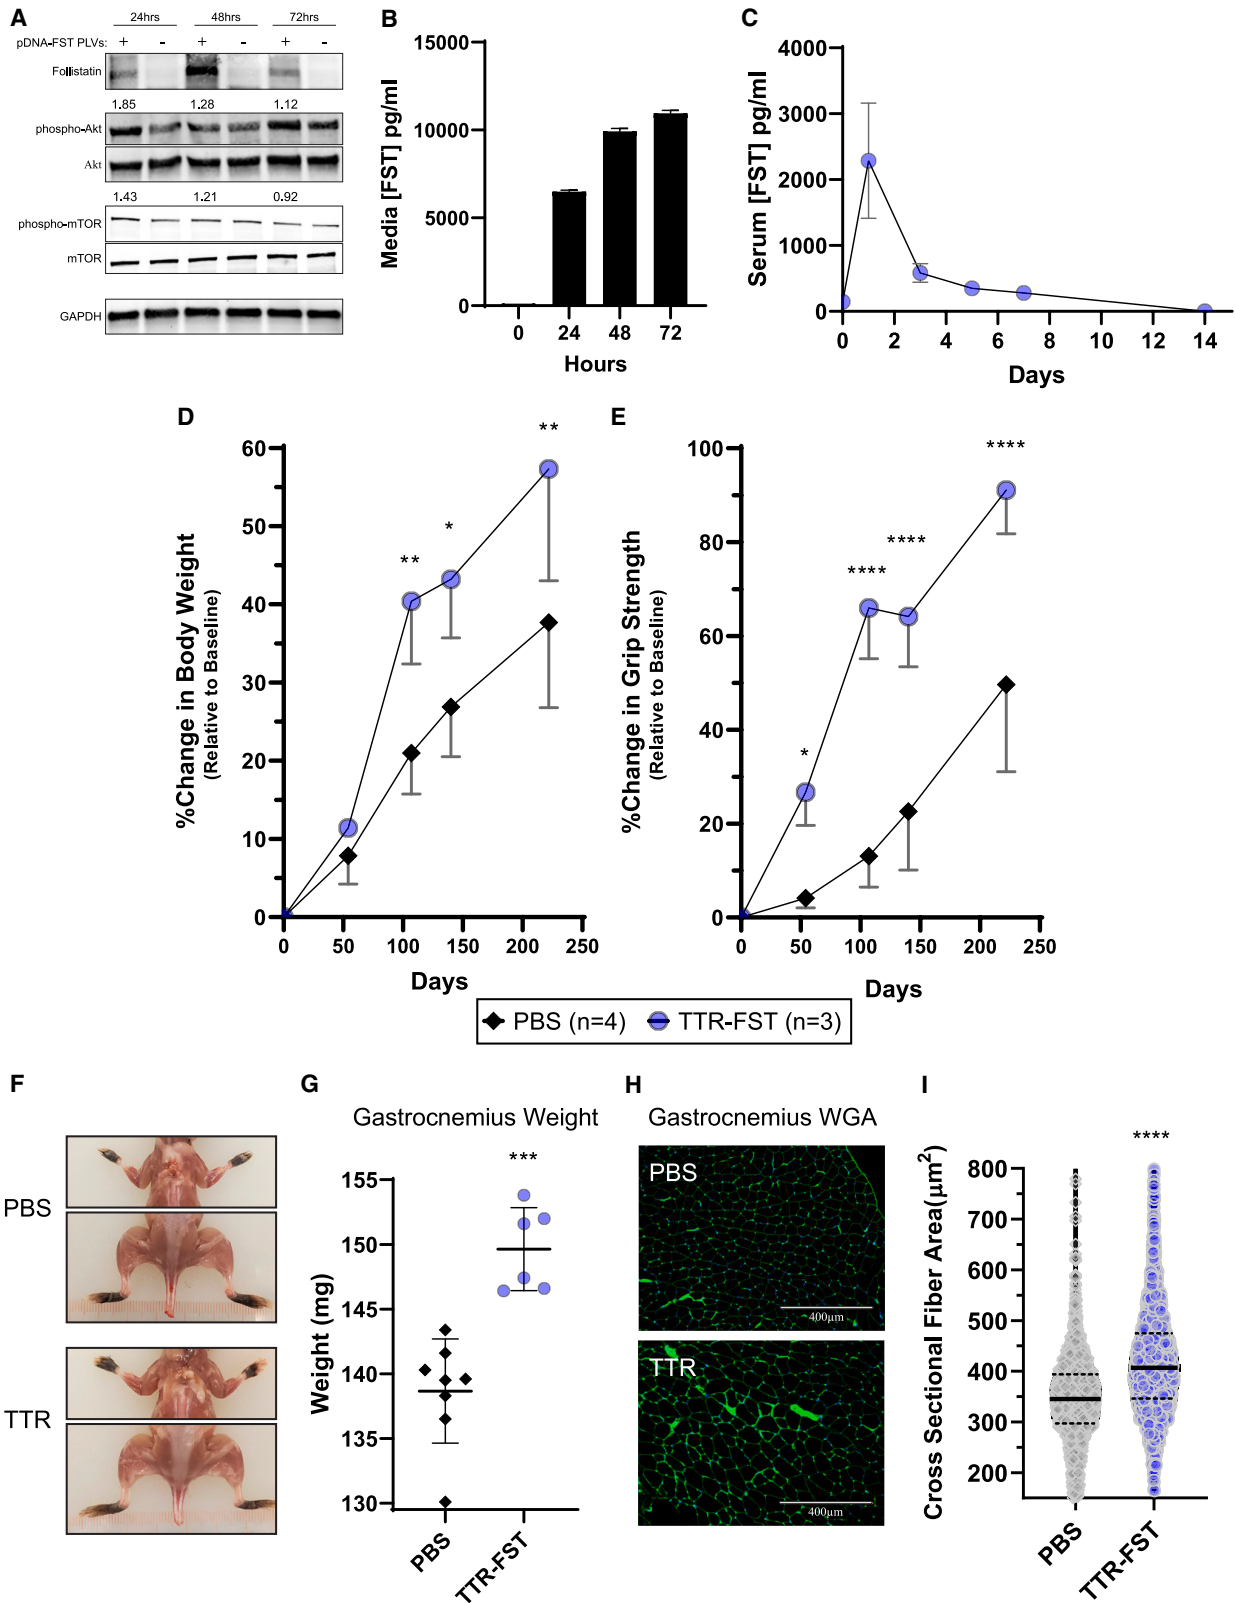 A
24hrs 48hrs 72hrs
pDNA-FST PLVs: + - + - + -
Follistatin
1.85 1.28 1.12
phospho-Akt
Akt
1.43 1.21 0.92
phospho-mTOR
mTOR
GAPDH
B
Media [FST] pg/ml
15000
10000
5000
0
0 24 48 72
Hours
C
Serum [FST] pg/ml
4000
3000
2000
1000
0
0 2 4 6 8 10 12 14
Days
D
%Change in Body Weight
(Relative to Baseline)
60
50
40
30
20
10
0
** * **
0 50 100 150 200 250
Days
E
%Change in Grip Strength
(Relative to Baseline)
100
80
60
40
20
0
* **** **** ****
0 50 100 150 200 250
Days
PBS (n=4) TTR-FST (n=3)
F
PBS
TTR
G
Gastrocnemius Weight
***
Weight (mg)
155
150
145
140
135
130
PBS TTR-FST
H
Gastrocnemius WGA
PBS
400µm
TTR
400µm
I
****
Cross Sectional Fiber Area(µm²)
800
700
600
500
400
300
200
PBS TTR-FST